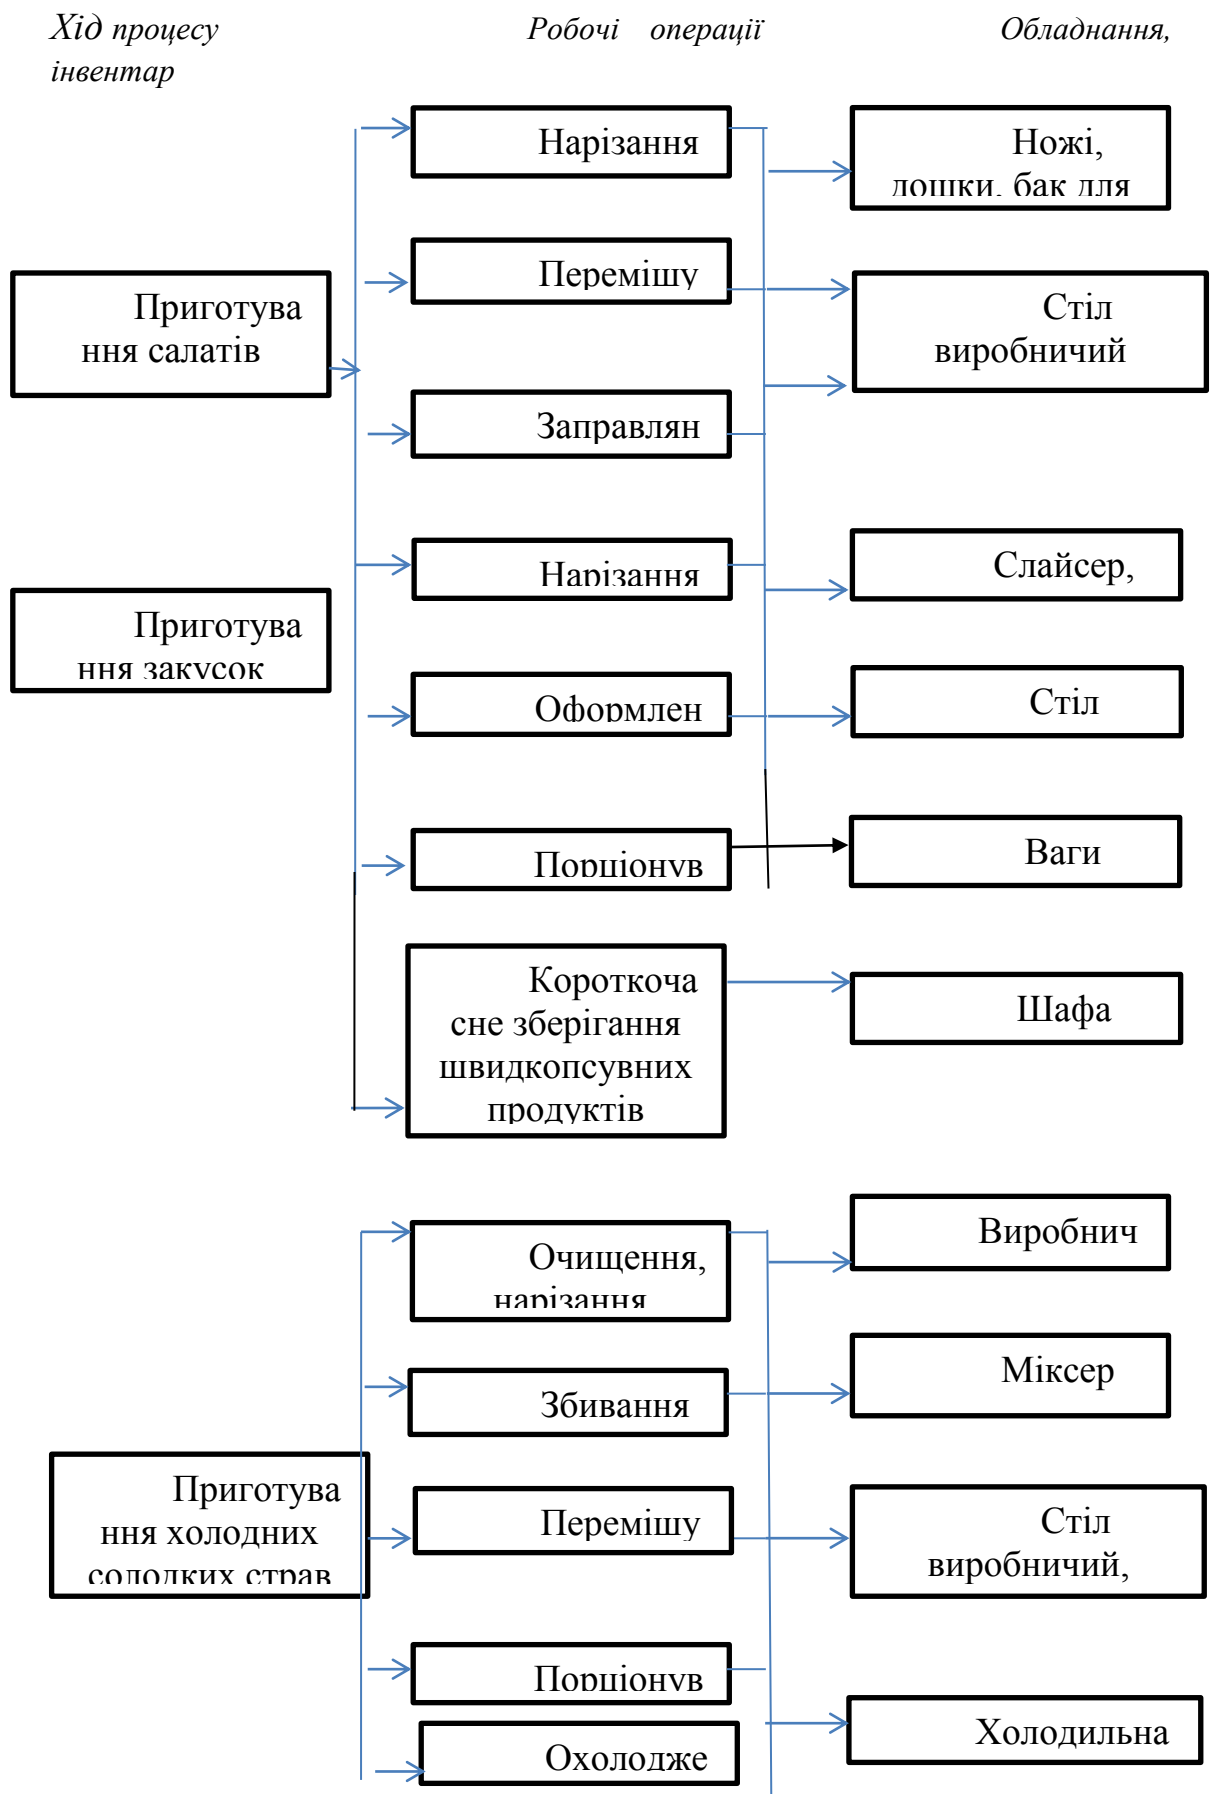 Хід процесу Робочі операції Обладнання,
інвентар
Нарізання
Ножі,
дошки, бак для
Перемішу
Приготува
ння салатів
Стіл
виробничий
Заправлян
Нарізання
Слайсер,
Приготува
ння закусок
Оформлен
Стіл
Порціонув
Ваги
Короткоча
сне зберігання
швидкопсувних
продуктів
Шафа
Очищення,
нарізання
Виробнич
Збивання
Міксер
Приготува
ння холодних
солодких страв
Перемішу
Стіл
виробничий,
Порціонув
Охолодже
Холодильна